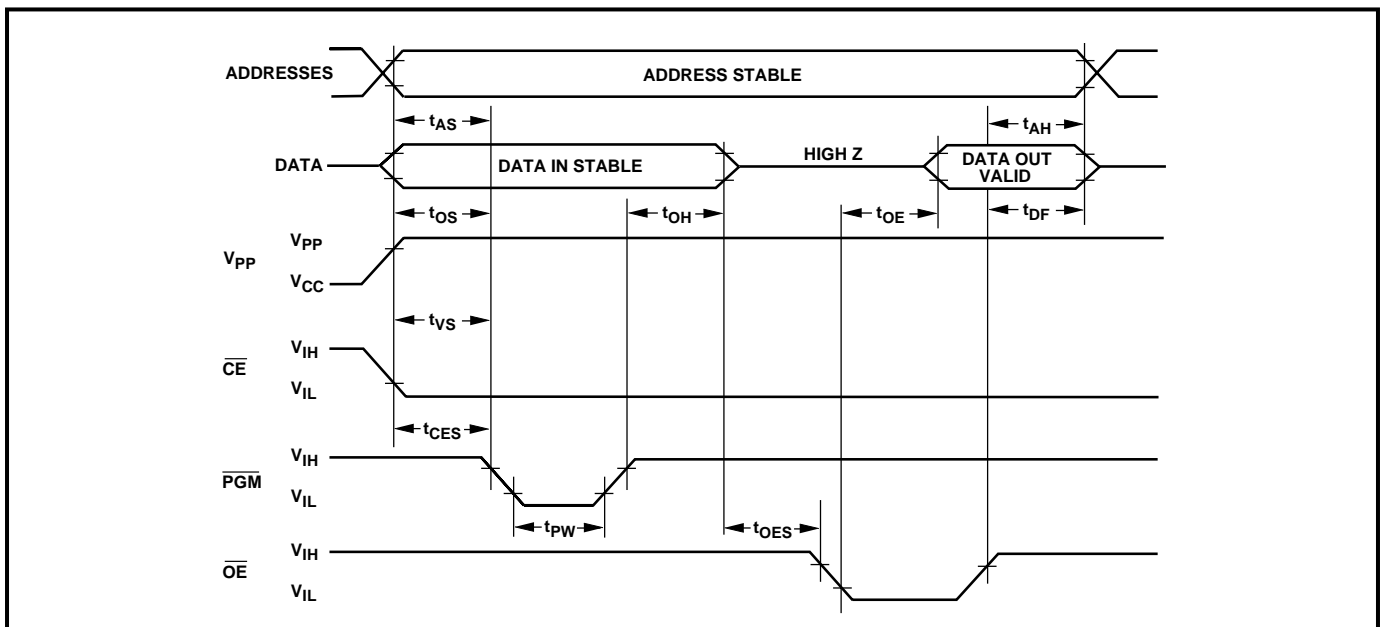 ADDRESSES
ADDRESS STABLE
tAS
tAH
DATA
DATA IN STABLE
HIGH Z
DATA OUT
VALID
tOS
tOH
tOE
tDF
VPP
VPP
VCC
tVS
CE
VIH
VIL
tCES
PGM
VIH
VIL
tPW
tOES
OE
VIH
VIL